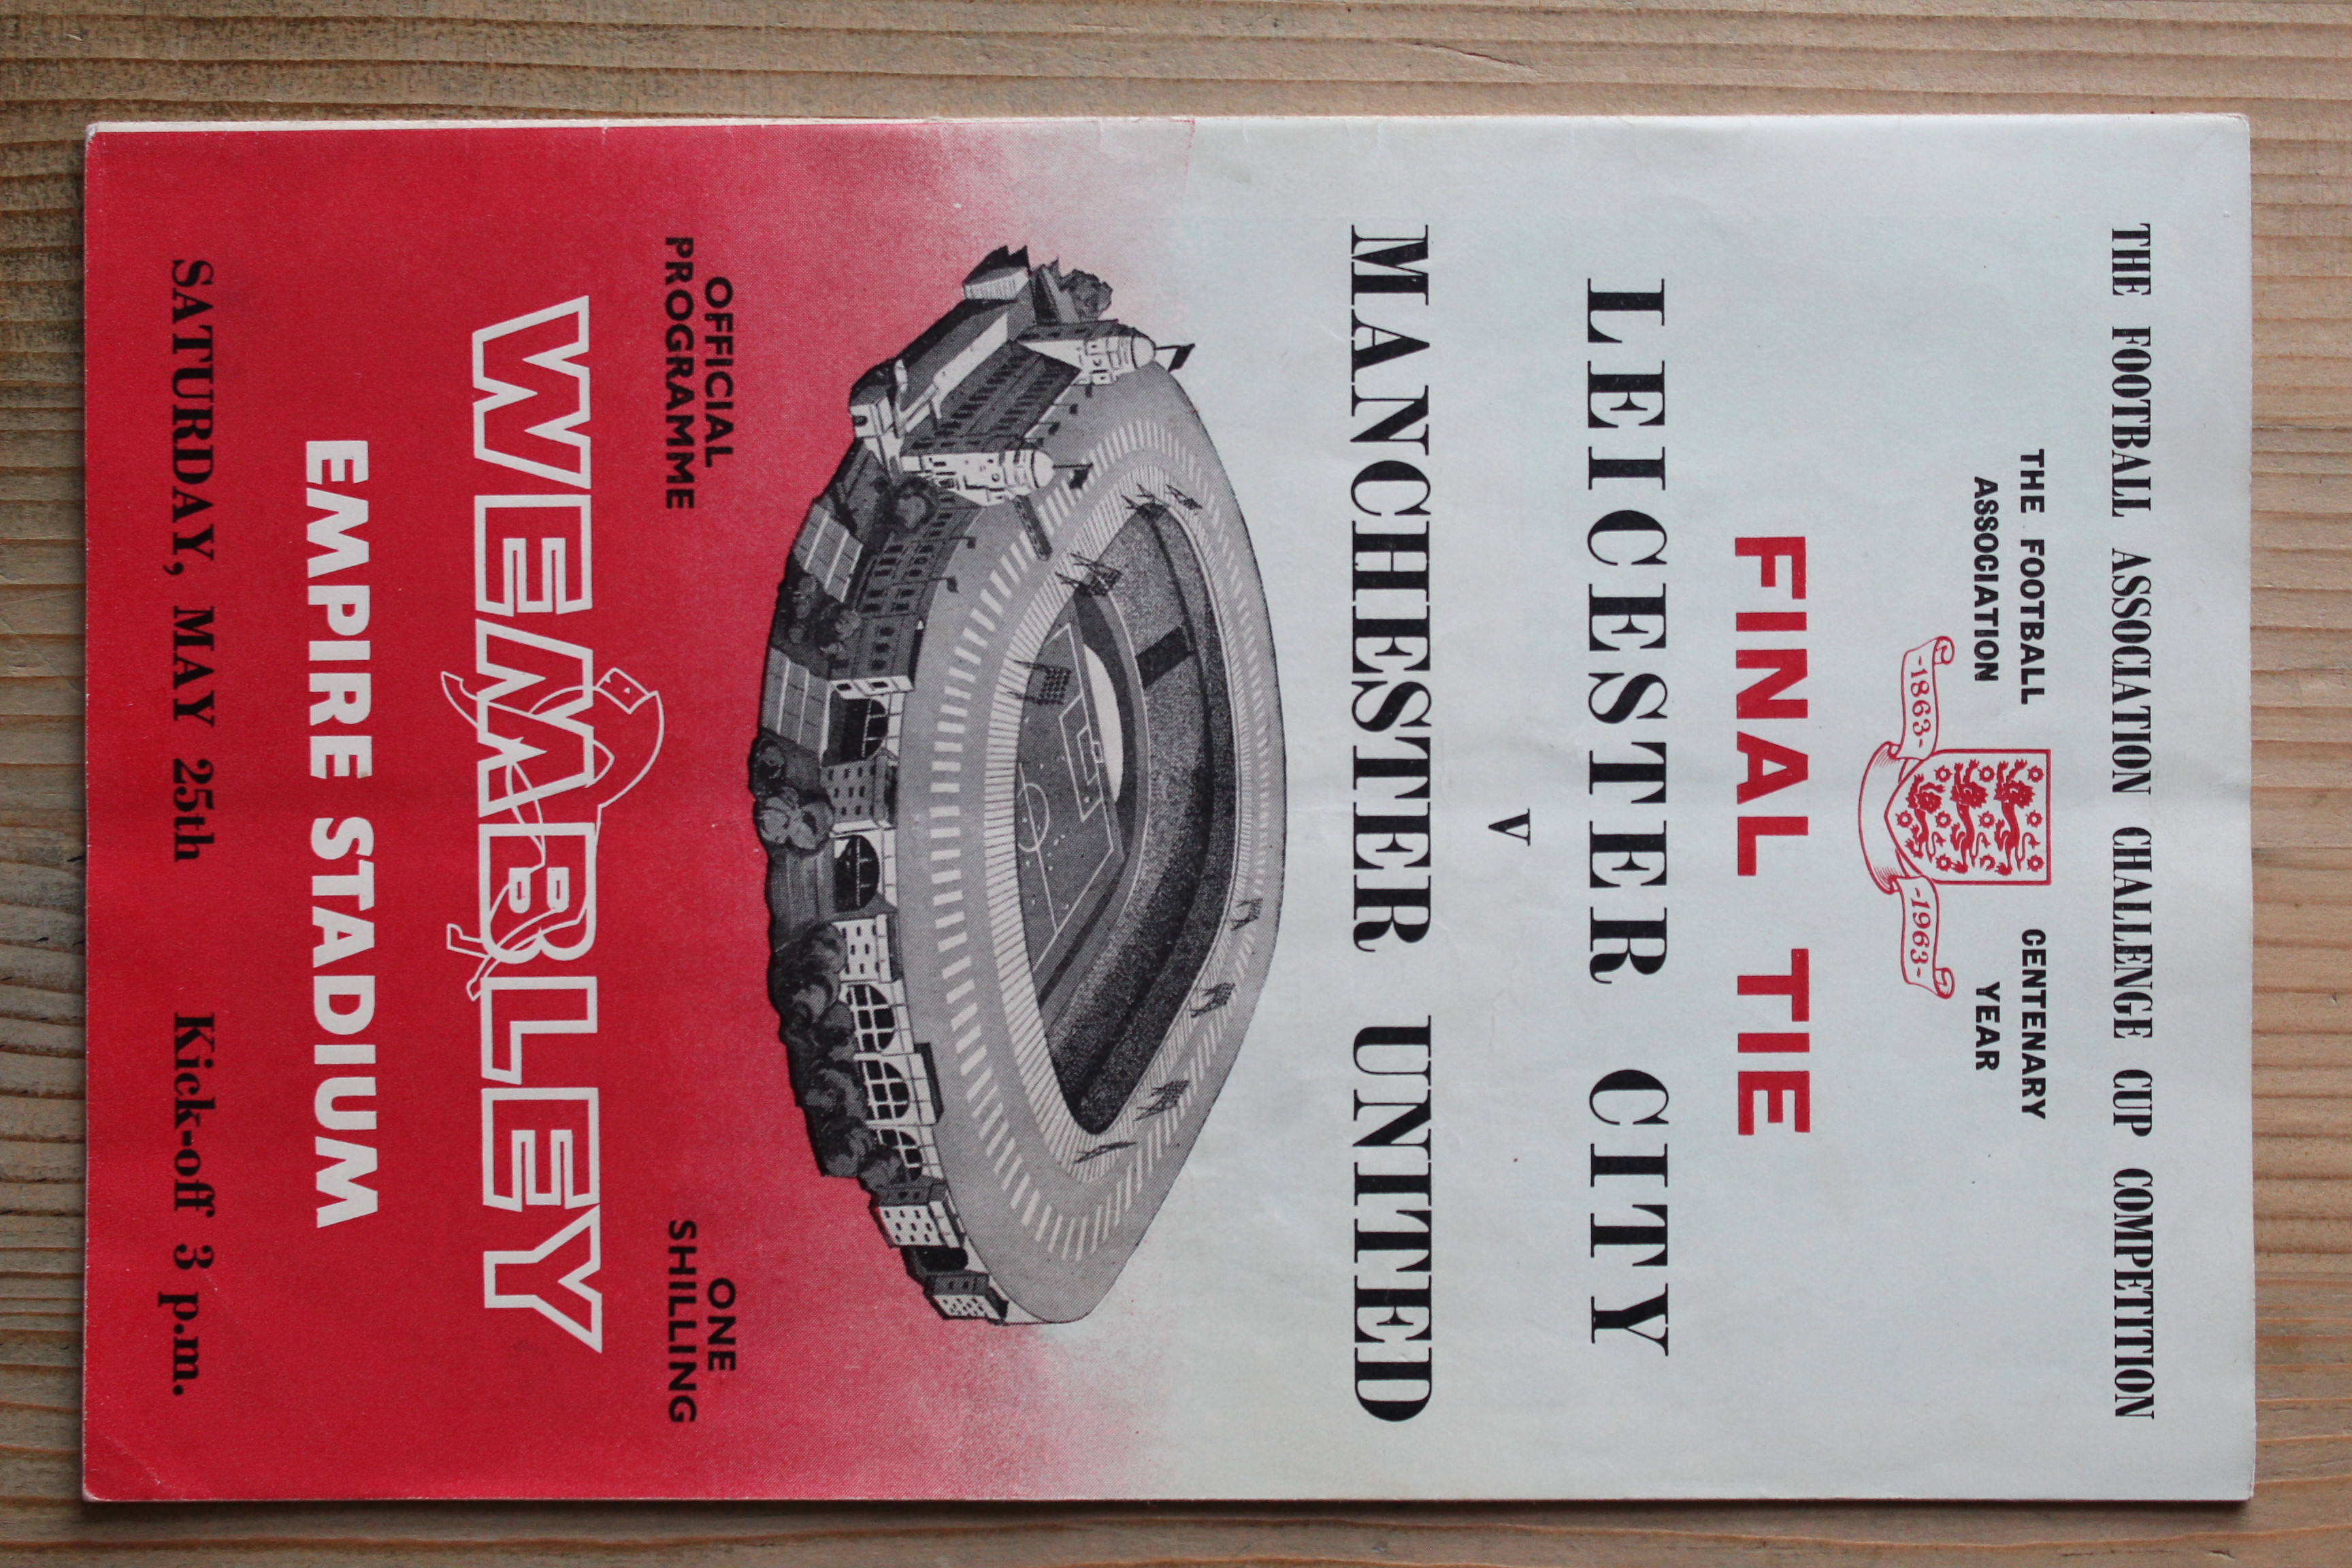 THE FOOTBALL ASSOCIATION CHALLENGE CUP COMPETITION
THE FOOTBALL CENTENARY
ASSOCIATION YEAR
-1863- -1963-
FINAL TIE
LEICESTER CITY
v
MANCHESTER UNITED
OFFICIAL ONE
PROGRAMME SHILLING
WEMBLEY
EMPIRE STADIUM
SATURDAY, MAY 25th Kick-off 3 p.m.